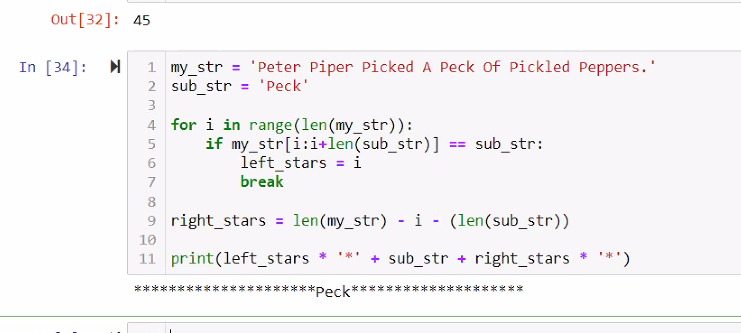 Out[32]: 45
In [34]:
1 my_str = 'Peter Piper Picked A Peck Of Pickled Peppers.'
2 sub_str = 'Peck'
3
4 for i in range(len(my_str)):
5     if my_str[i:i+len(sub_str)] == sub_str:
6         left_stars = i
7         break
8
9 right_stars = len(my_str) - i - (len(sub_str))
10
11 print(left_stars * '*' + sub_str + right_stars * '*')
*********************Peck********************